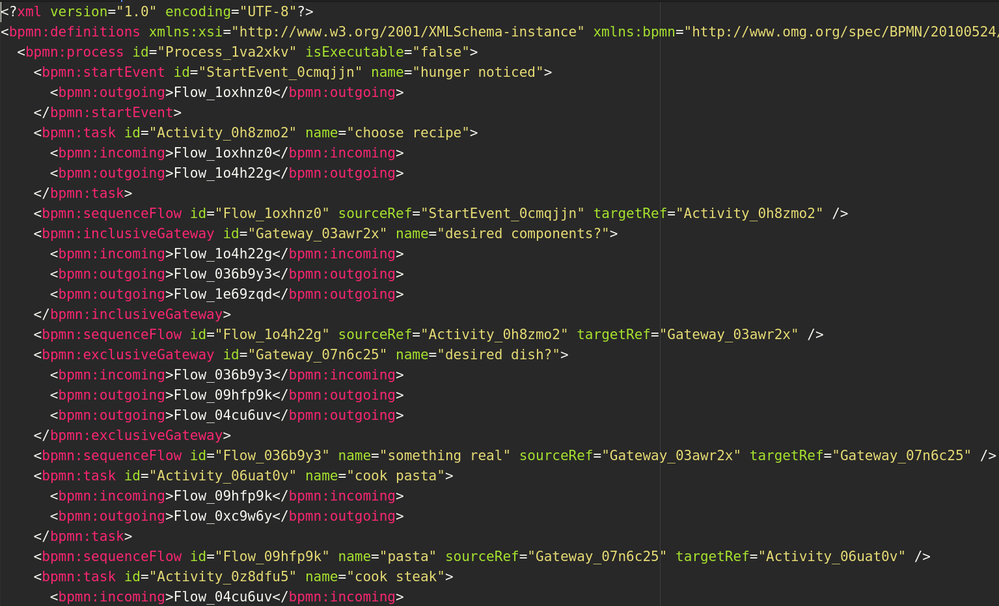 <?xml version="1.0" encoding="UTF-8"?>
<bpmn:definitions xmlns:xsi="http://www.w3.org/2001/XMLSchema-instance" xmlns:bpmn="http://www.omg.org/spec/BPMN/20100524/
<bpmn:process id="Process_1va2xkv" isExecutable="false">
<bpmn:startEvent id="StartEvent_0cmqjjn" name="hunger noticed">
<bpmn:outgoing>Flow_1oxhnz0</bpmn:outgoing>
</bpmn:startEvent>
<bpmn:task id="Activity_0h8zmo2" name="choose recipe">
<bpmn:incoming>Flow_1oxhnz0</bpmn:incoming>
<bpmn:outgoing>Flow_1o4h22g</bpmn:outgoing>
</bpmn:task>
<bpmn:sequenceFlow id="Flow_1oxhnz0" sourceRef="StartEvent_0cmqjjn" targetRef="Activity_0h8zmo2" />
<bpmn:inclusiveGateway id="Gateway_03awr2x" name="desired components?">
<bpmn:incoming>Flow_1o4h22g</bpmn:incoming>
<bpmn:outgoing>Flow_036b9y3</bpmn:outgoing>
<bpmn:outgoing>Flow_1e69zqd</bpmn:outgoing>
</bpmn:inclusiveGateway>
<bpmn:sequenceFlow id="Flow_1o4h22g" sourceRef="Activity_0h8zmo2" targetRef="Gateway_03awr2x" />
<bpmn:exclusiveGateway id="Gateway_07n6c25" name="desired dish?">
<bpmn:incoming>Flow_036b9y3</bpmn:incoming>
<bpmn:outgoing>Flow_09hfp9k</bpmn:outgoing>
<bpmn:outgoing>Flow_04cu6uv</bpmn:outgoing>
</bpmn:exclusiveGateway>
<bpmn:sequenceFlow id="Flow_036b9y3" name="something real" sourceRef="Gateway_03awr2x" targetRef="Gateway_07n6c25" />
<bpmn:task id="Activity_06uat0v" name="cook pasta">
<bpmn:incoming>Flow_09hfp9k</bpmn:incoming>
<bpmn:outgoing>Flow_0xc9w6y</bpmn:outgoing>
</bpmn:task>
<bpmn:sequenceFlow id="Flow_09hfp9k" name="pasta" sourceRef="Gateway_07n6c25" targetRef="Activity_06uat0v" />
<bpmn:task id="Activity_0z8dfu5" name="cook steak">
<bpmn:incoming>Flow_04cu6uv</bpmn:incoming>